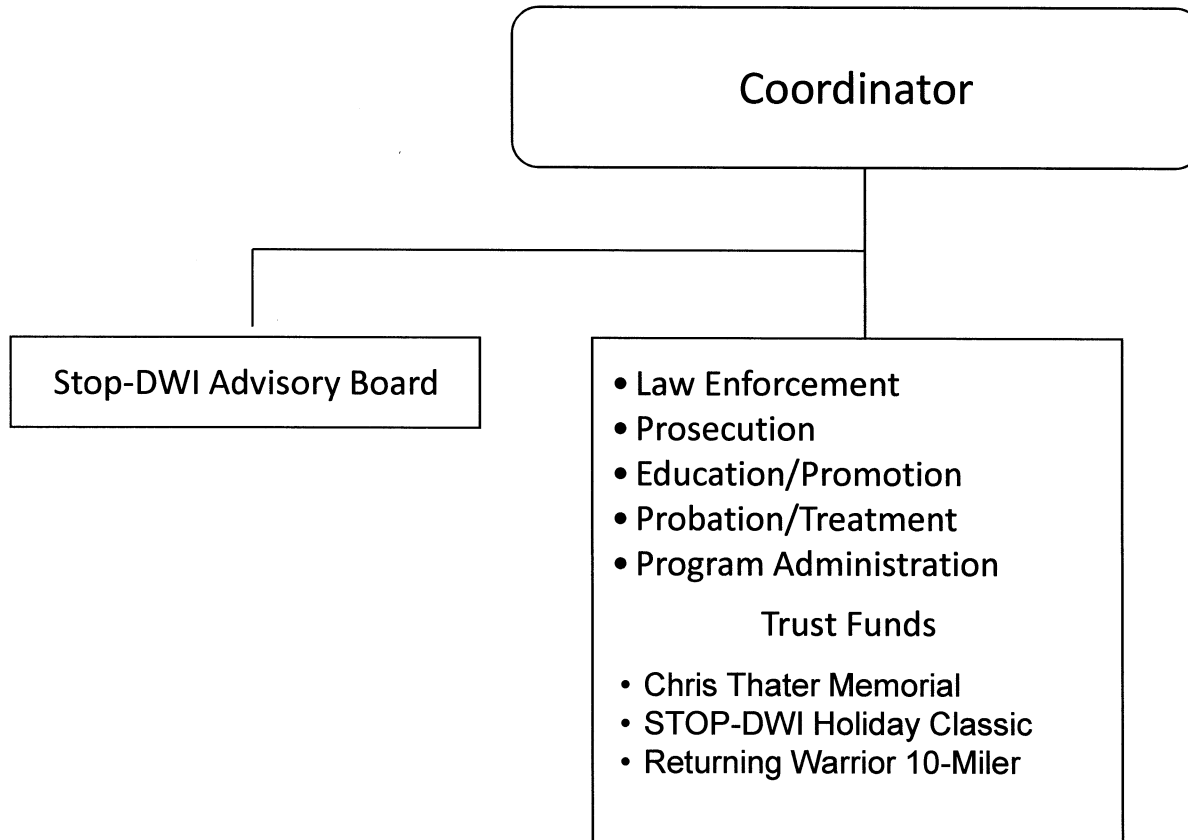 Coordinator
Stop-DWI Advisory Board
• Law Enforcement
• Prosecution
• Education/Promotion
• Probation/Treatment
• Program Administration
Trust Funds
• Chris Thater Memorial
• STOP-DWI Holiday Classic
• Returning Warrior 10-Miler